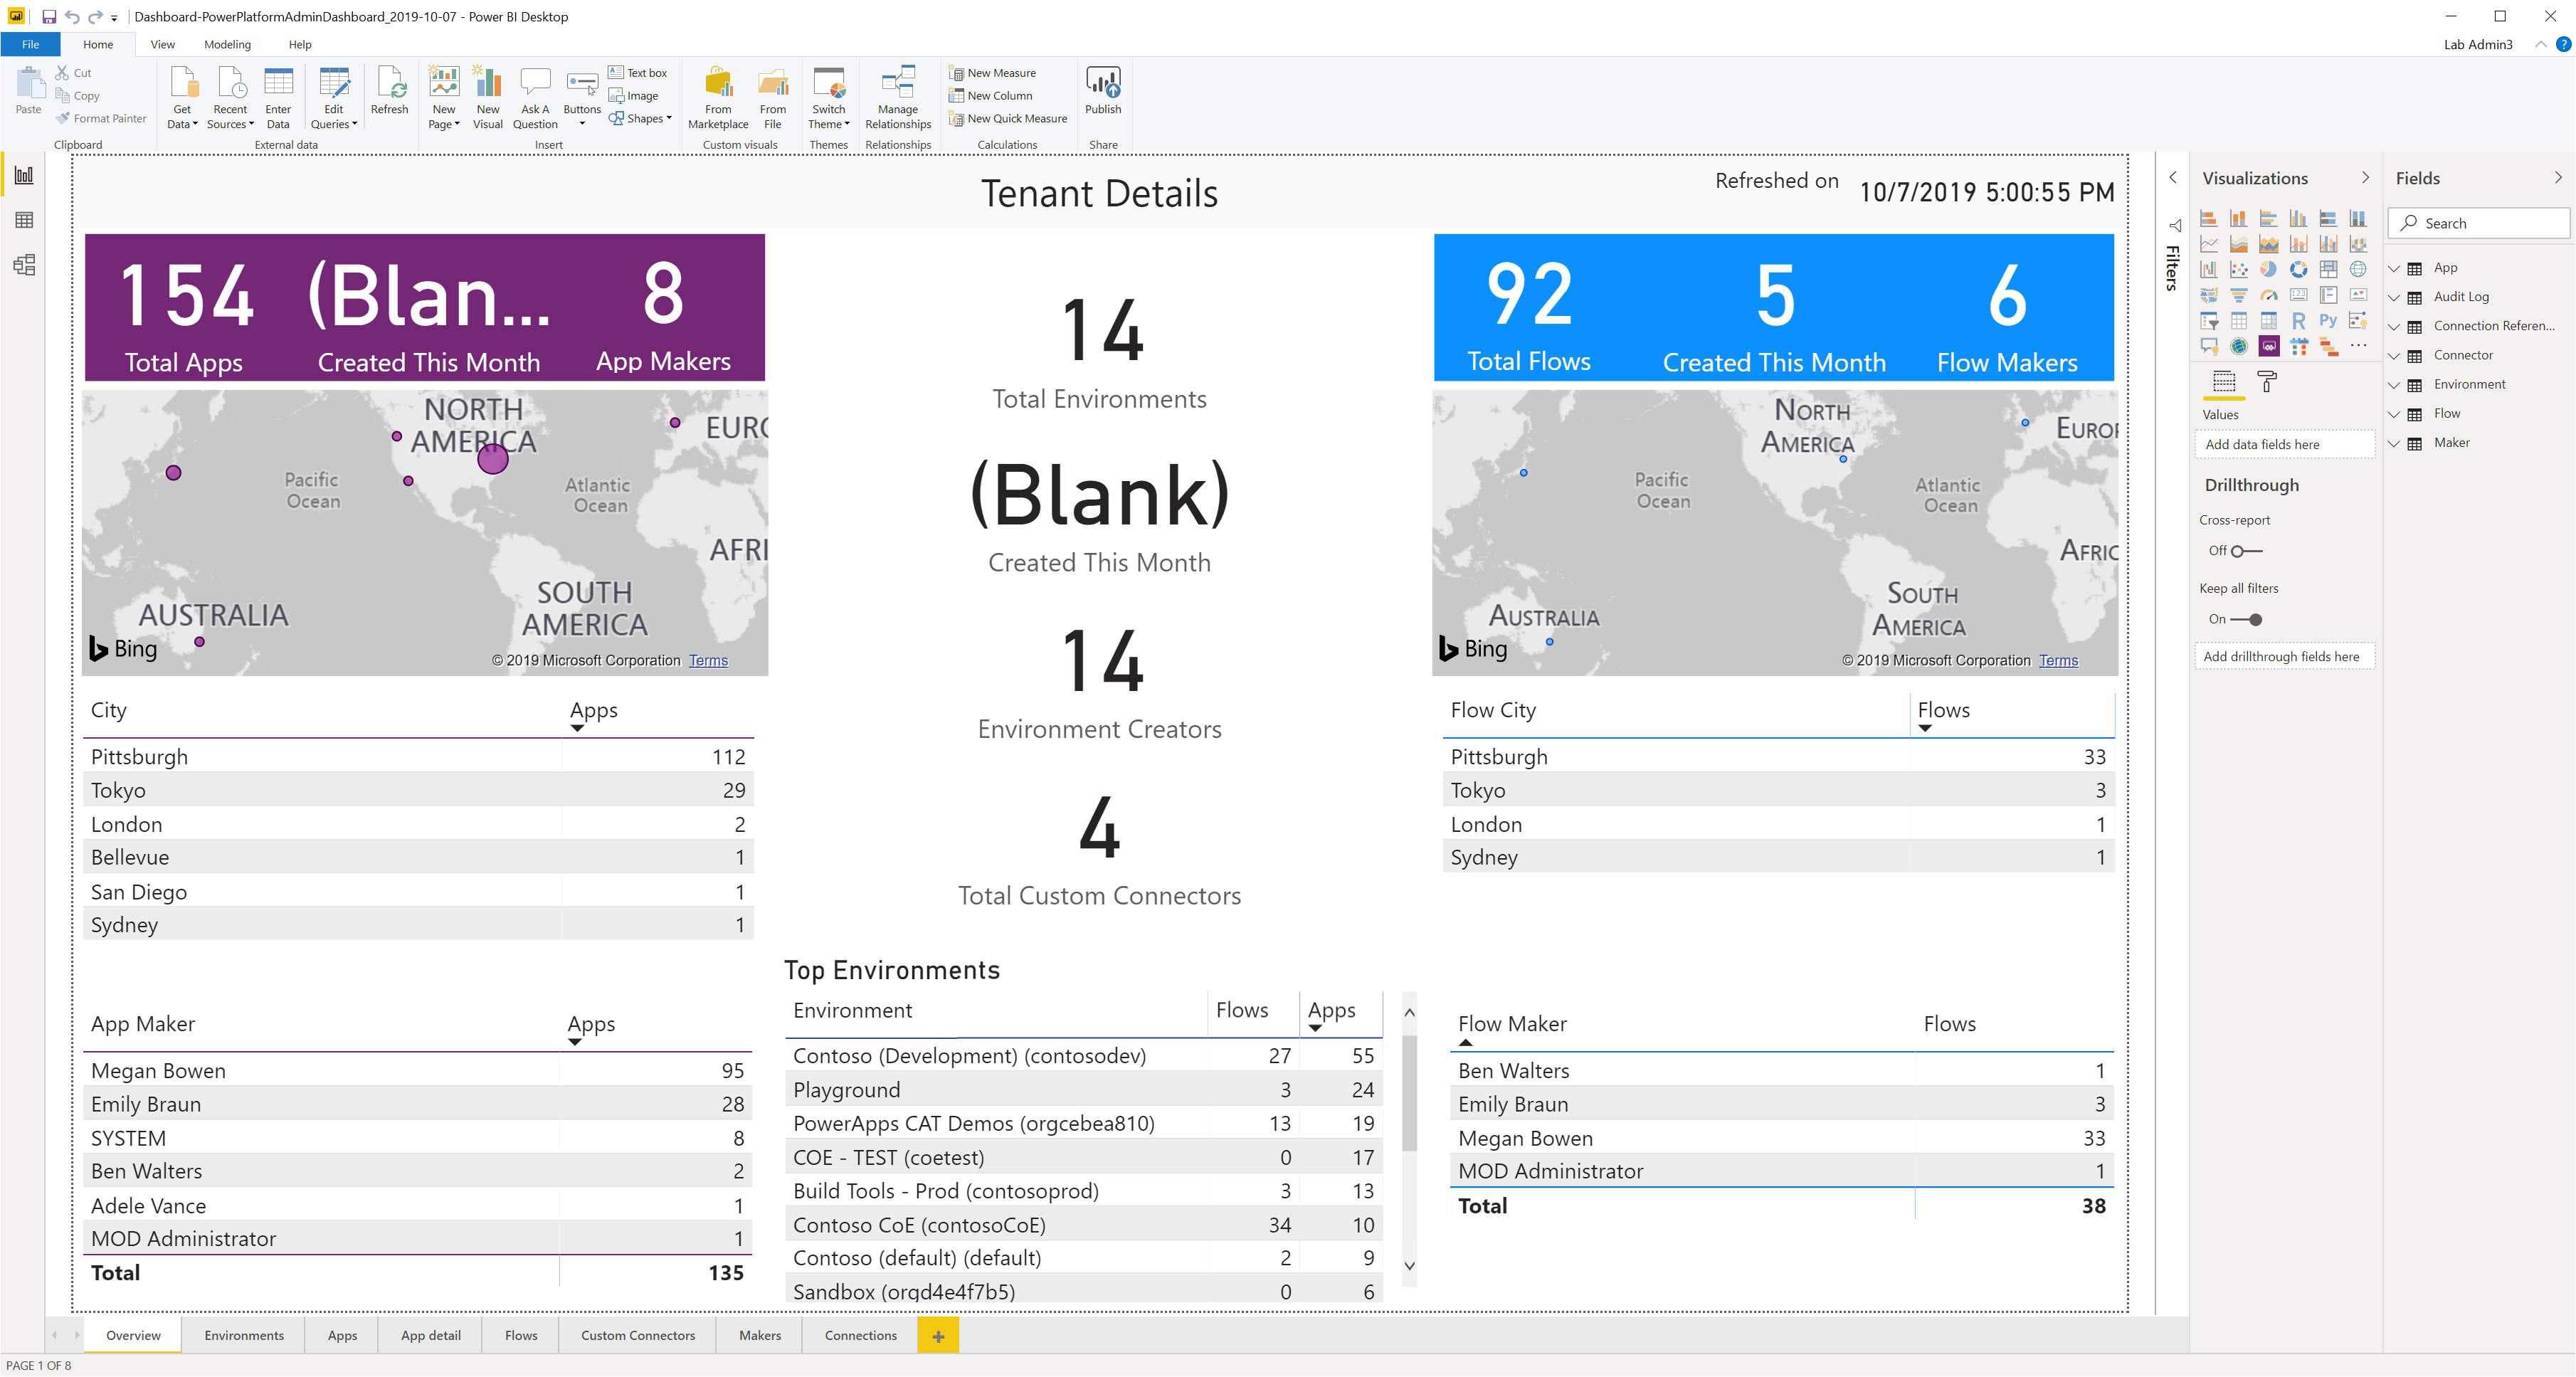 Dashboard-PowerPlatformAdminDashboard_2019-10-07 - Power BI Desktop
File Home View Modeling Help Lab Admin3 ?
Paste
Cut
Copy
Format Painter
Clipboard
Get Data
Recent Sources
Enter Data
Edit Queries
Refresh
External data
New Page
New Visual
Ask A Question
Buttons
Text box
Image
Shapes
Insert
From Marketplace
From File
Custom visuals
Switch Theme
Themes
Manage Relationships
Relationships
New Measure
New Column
New Quick Measure
Calculations
Publish
Share
Tenant Details
Refreshed on 10/7/2019 5:00:55 PM
154 (Blan... 8
Total Apps Created This Month App Makers
14
Total Environments
(Blank)
Created This Month
14
Environment Creators
4
Total Custom Connectors
92 5 6
Total Flows Created This Month Flow Makers
NORTH
AMERICA
EURO
Pacific
Ocean
Atlantic
Ocean
AFRI
SOUTH
AMERICA
AUSTRALIA
Bing
© 2019 Microsoft Corporation Terms
NORTH
AMERICA
EUROP
Pacific
Ocean
Atlantic
Ocean
AFRIC
SOUTH
AMERICA
AUSTRALIA
Bing
© 2019 Microsoft Corporation Terms
City Apps
Pittsburgh 112
Tokyo 29
London 2
Bellevue 1
San Diego 1
Sydney 1
Flow City Flows
Pittsburgh 33
Tokyo 3
London 1
Sydney 1
App Maker Apps
Megan Bowen 95
Emily Braun 28
SYSTEM 8
Ben Walters 2
Adele Vance 1
MOD Administrator 1
Total 135
Top Environments
Environment Flows Apps
Contoso (Development) (contosodev) 27 55
Playground 3 24
PowerApps CAT Demos (orgcebea810) 13 19
COE - TEST (coetest) 0 17
Build Tools - Prod (contosoprod) 3 13
Contoso CoE (contosoCoE) 34 10
Contoso (default) (default) 2 9
Sandbox (orgd4e4f7b5) 0 6
Flow Maker Flows
Ben Walters 1
Emily Braun 3
Megan Bowen 33
MOD Administrator 1
Total 38
Filters
Visualizations
R
Py
Values
Add data fields here
Drillthrough
Cross-report
Off
Keep all filters
On
Add drillthrough fields here
Fields
Search
App
Audit Log
Connection Referen...
Connector
Environment
Flow
Maker
Overview Environments Apps App detail Flows Custom Connectors Makers Connections +
PAGE 1 OF 8